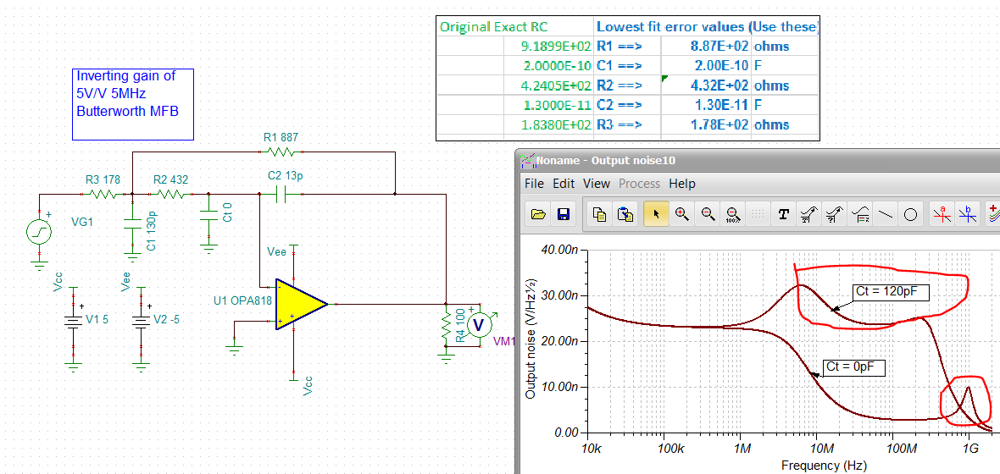 Original Exact RC Lowest fit error values (Use these)
9.1899E+02 R1 ==> 8.87E+02 ohms
2.0000E-10 C1 ==> 2.00E-10 F
4.2405E+02 R2 ==> 4.32E+02 ohms
1.3000E-11 C2 ==> 1.30E-11 F
1.8380E+02 R3 ==> 1.78E+02 ohms
Inverting gain of
5V/V 5MHz
Butterworth MFB
R1 887
R3 178
R2 432
C2 13p
VG1
+
C1 130p
Ct 0
Vee
Vcc
Vee
U1 OPA818
-
+
+
V1 5
+
V2 -5
+
R4 100
+
V
VM1
Vcc
Noname - Output noise10
File Edit View Process Help
100%
T
a
b
Output noise (V/Hz½)
40.00n
30.00n
20.00n
10.00n
0.00
Ct = 120pF
Ct = 0pF
10k 100k 1M 10M 100M 1G
Frequency (Hz)